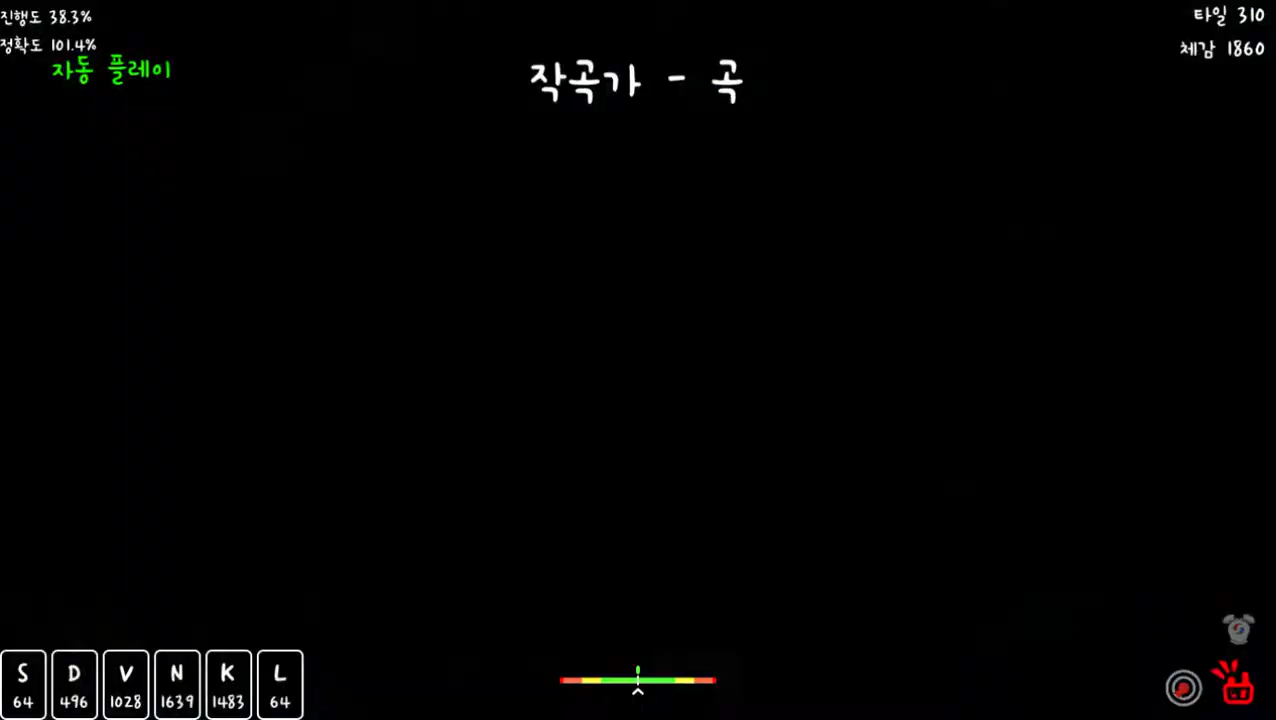 진행도 38.3%
정확도 101.4%
자동 플레이
타일 310
체감 1860
작곡가 - 곡
S D V N K L
64 496 1028 1639 1483 64